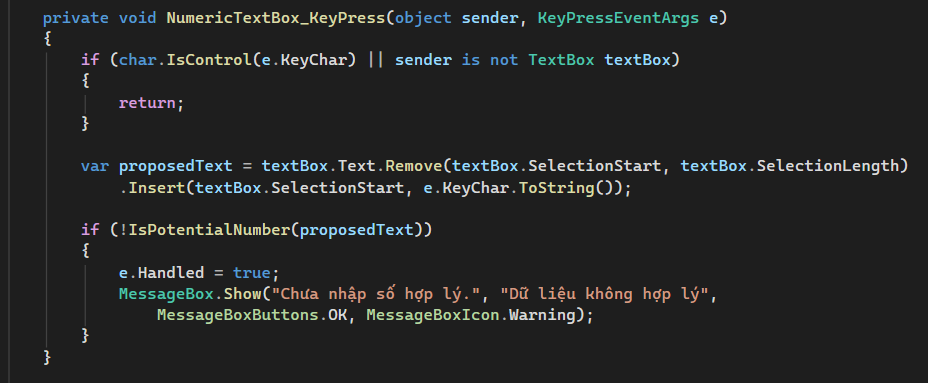 private void NumericTextBox_KeyPress(object sender, KeyPressEventArgs e)
{
    if (char.IsControl(e.KeyChar) || sender is not TextBox textBox)
    {
        return;
    }

    var proposedText = textBox.Text.Remove(textBox.SelectionStart, textBox.SelectionLength)
        .Insert(textBox.SelectionStart, e.KeyChar.ToString());

    if (!IsPotentialNumber(proposedText))
    {
        e.Handled = true;
        MessageBox.Show("Chưa nhập số hợp lý.", "Dữ liệu không hợp lý",
            MessageBoxButtons.OK, MessageBoxIcon.Warning);
    }
}